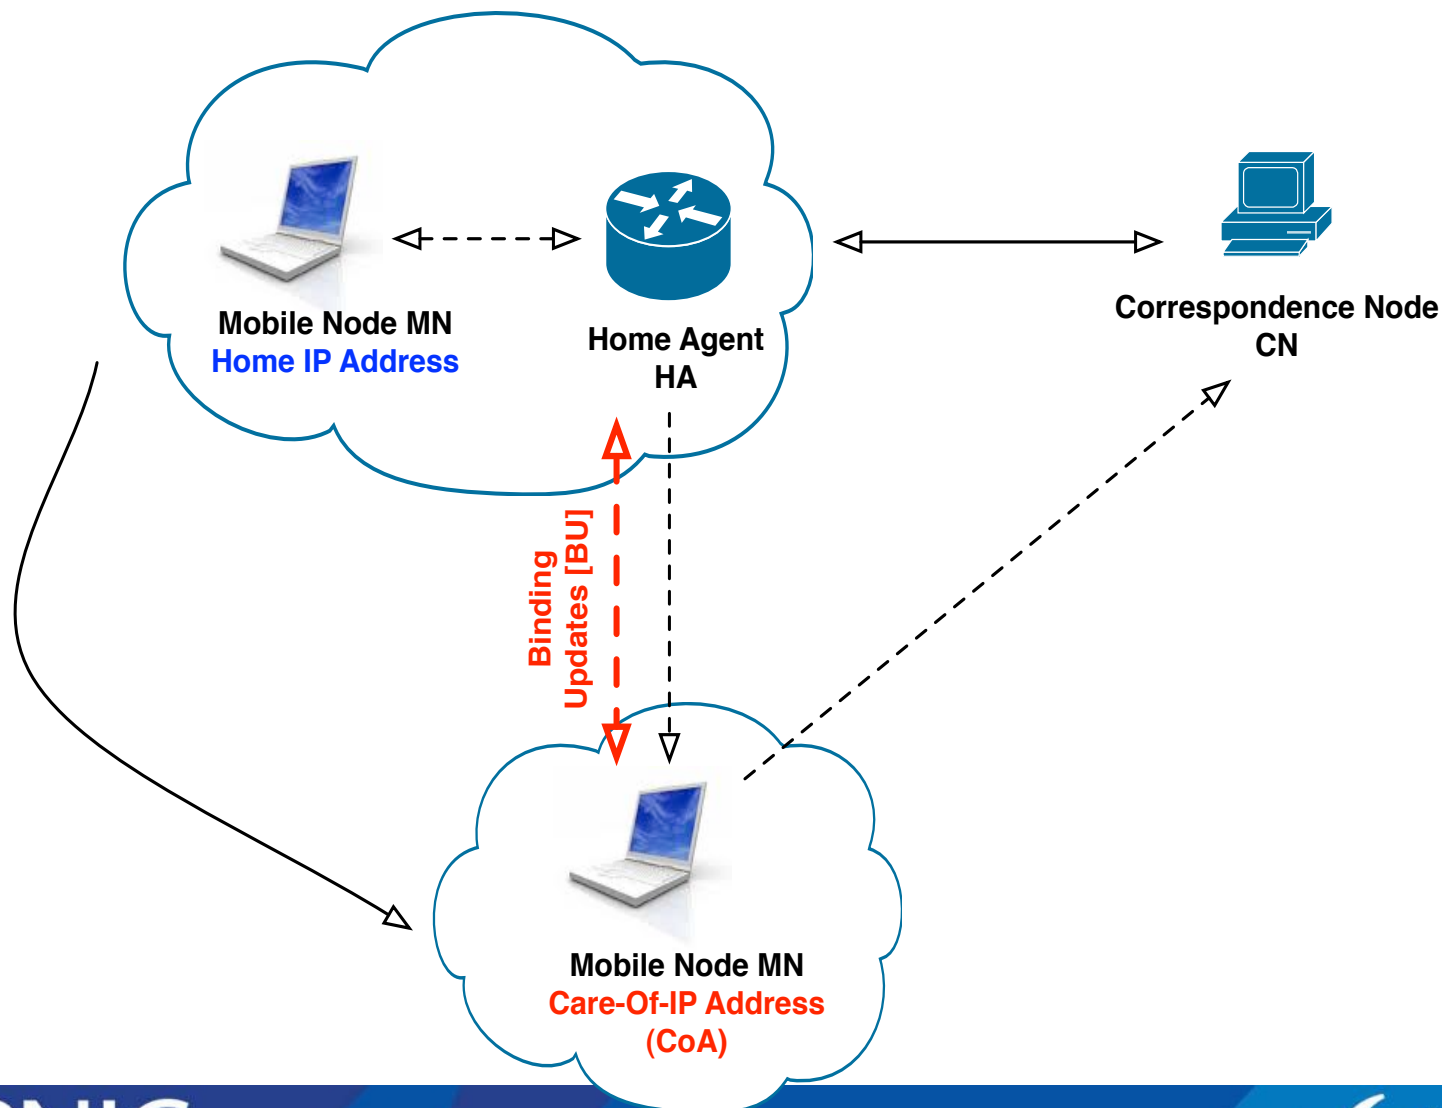 Mobile Node MN
Home IP Address
Home Agent
HA
Correspondence Node
CN
Binding
Updates [BU]
Mobile Node MN
Care-Of-IP Address
(CoA)